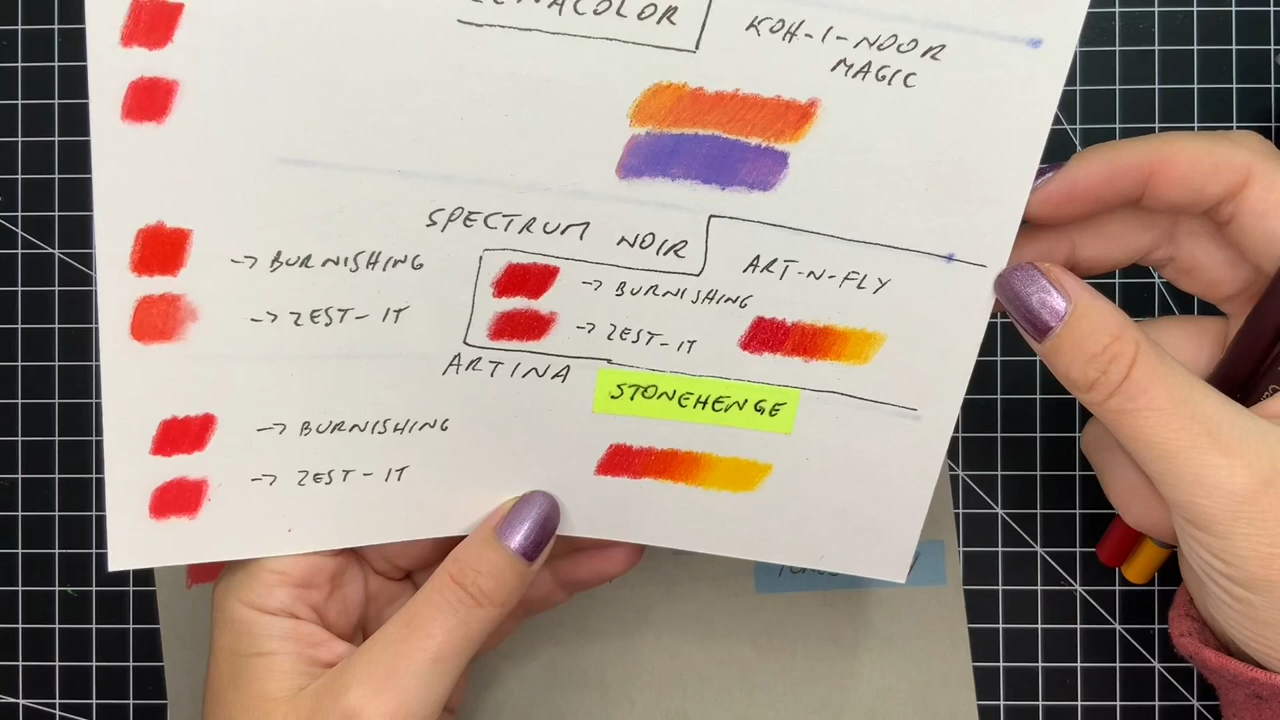 KOH-I-NOOR
MAGIC
SPECTRUM NOIR
→ BURNISHING
→ ZEST-IT
→ BURNISHING
→ ZEST-IT
ART-N-FLY
ARTINA
STONEHENGE
→ BURNISHING
→ ZEST-IT